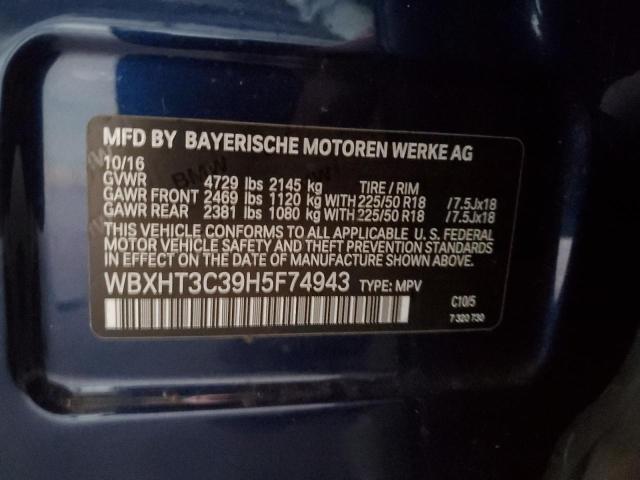 MFD BY BAYERISCHE MOTOREN WERKE AG
10/16
GVWR 4729 lbs 2145 kg TIRE / RIM
GAWR FRONT 2469 lbs 1120 kg WITH 225/50 R18 /7.5Jx18
GAWR REAR 2381 lbs 1080 kg WITH 225/50 R18 /7.5Jx18
THIS VEHICLE CONFORMS TO ALL APPLICABLE U. S. FEDERAL
MOTOR VEHICLE SAFETY AND THEFT PREVENTION STANDARDS
IN EFFECT ON THE DATE OF MANUFACTURE SHOWN ABOVE.
WBXHT3C39H5F74943 TYPE: MPV
C10/5
7 320 730